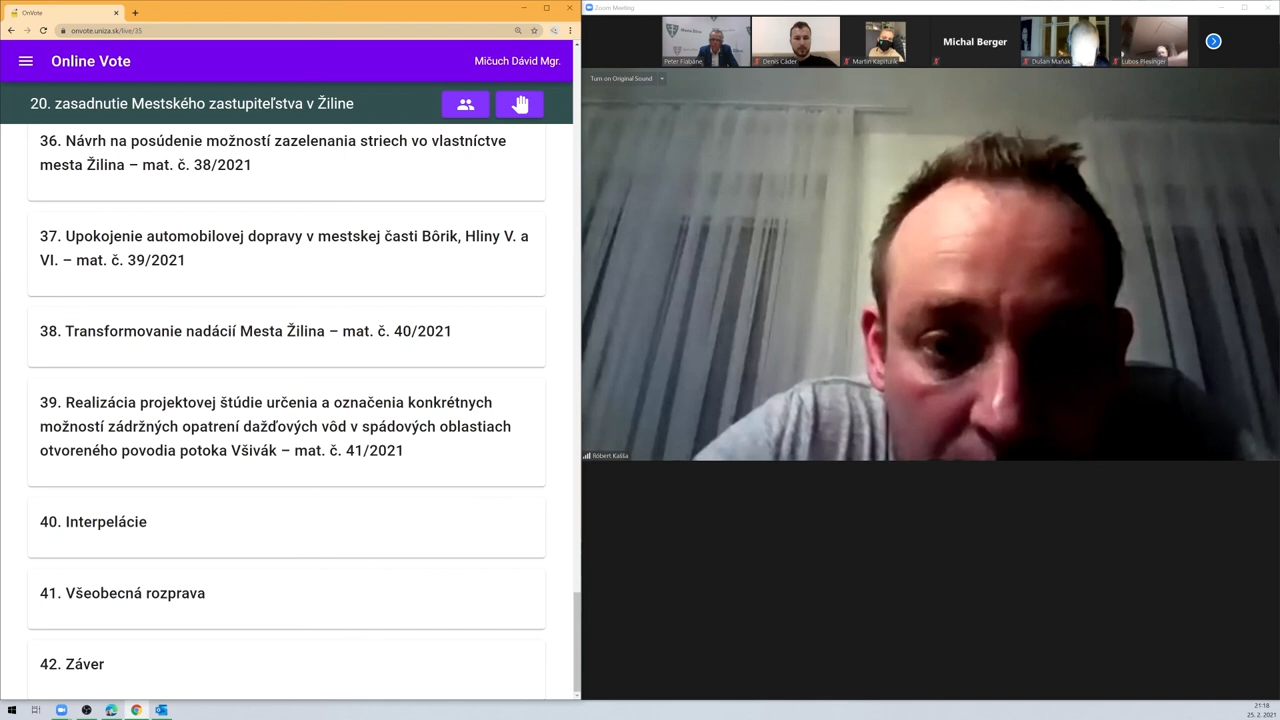 OnVote
onvote.uniza.sk/live/35
Online Vote
Mičuch Dávid Mgr.
20. zasadnutie Mestského zastupiteľstva v Žiline
36. Návrh na posúdenie možností zazelenania striech vo vlastníctve
mesta Žilina – mat. č. 38/2021
37. Upokojenie automobilovej dopravy v mestskej časti Bôrik, Hliny V. a
VI. – mat. č. 39/2021
38. Transformovanie nadácií Mesta Žilina – mat. č. 40/2021
39. Realizácia projektovej štúdie určenia a označenia konkrétnych
možností zádržných opatrení dažďových vôd v spádových oblastiach
otvoreného povodia potoka Všivák – mat. č. 41/2021
40. Interpelácie
41. Všeobecná rozprava
42. Záver
Zoom Meeting
Peter Fiabáne
Denis Cáder
Martin Kapitulík
Michal Berger
Dušan Maňák
Lubos Plesinger
Turn on Original Sound
Róbert Kašša
21:18
25. 2. 2021